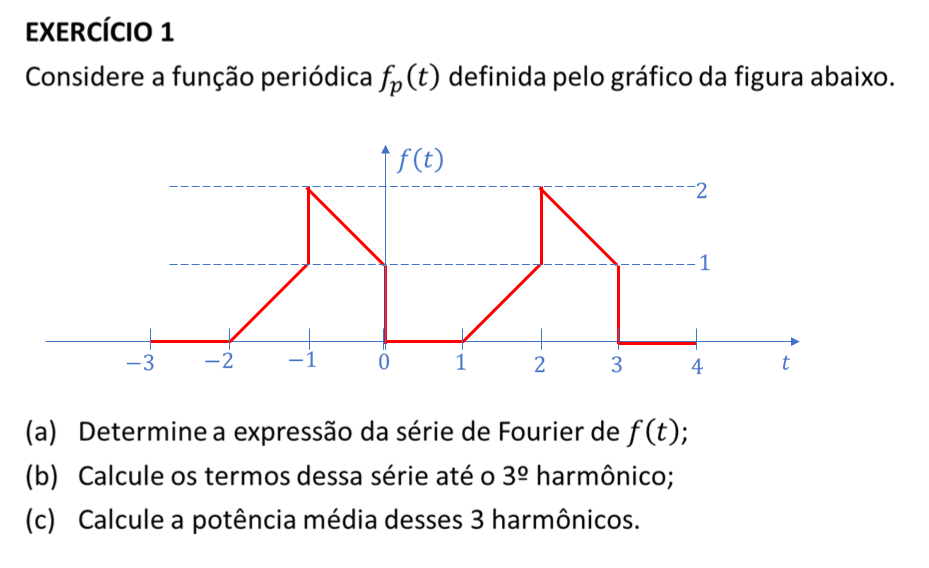 EXERCÍCIO 1
Considere a função periódica fₚ(t) definida pelo gráfico da figura abaixo.
f(t)
2
1
−3 −2 −1 0 1 2 3 4 t
(a) Determine a expressão da série de Fourier de f(t);
(b) Calcule os termos dessa série até o 3º harmônico;
(c) Calcule a potência média desses 3 harmônicos.